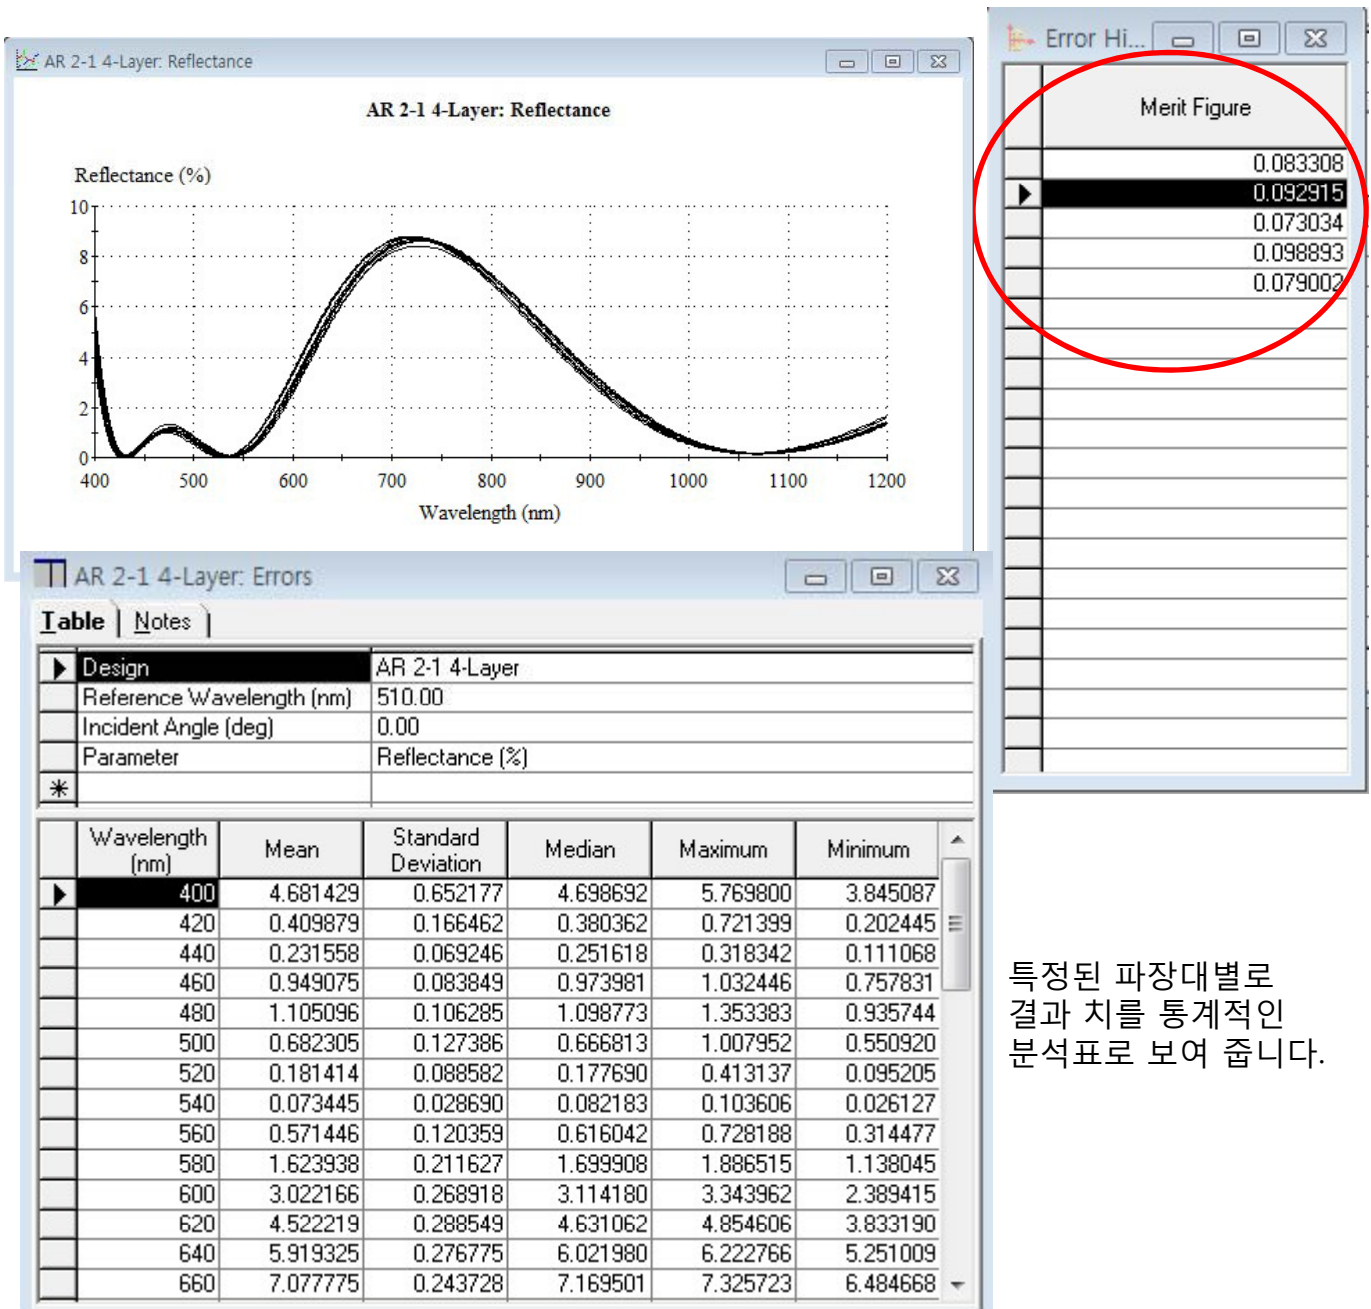 AR 2-1 4-Layer: Reflectance
AR 2-1 4-Layer: Reflectance
Reflectance (%)
10
8
6
4
2
0
400 500 600 700 800 900 1000 1100 1200
Wavelength (nm)
Error Hi...
Merit Figure
0.083308
0.092915
0.073034
0.098893
0.079002
AR 2-1 4-Layer: Errors
Table Notes
Design AR 2-1 4-Layer
Reference Wavelength (nm) 510.00
Incident Angle (deg) 0.00
Parameter Reflectance (%)
Wavelength (nm) Mean Standard Deviation Median Maximum Minimum
400 4.681429 0.652177 4.698692 5.769800 3.845087
420 0.409879 0.166462 0.380362 0.721399 0.202445
440 0.231558 0.069246 0.251618 0.318342 0.111068
460 0.949075 0.083849 0.973981 1.032446 0.757831
480 1.105096 0.106285 1.098773 1.353383 0.935744
500 0.682305 0.127386 0.666813 1.007952 0.550920
520 0.181414 0.088582 0.177690 0.413137 0.095205
540 0.073445 0.028690 0.082183 0.103606 0.026127
560 0.571446 0.120359 0.616042 0.728188 0.314477
580 1.623938 0.211627 1.699908 1.886515 1.138045
600 3.022166 0.268918 3.114180 3.343962 2.389415
620 4.522219 0.288549 4.631062 4.854606 3.833190
640 5.919325 0.276775 6.021980 6.222766 5.251009
660 7.077775 0.243728 7.169501 7.325723 6.484668
특정된 파장대별로
결과 치를 통계적인
분석표로 보여 줍니다.